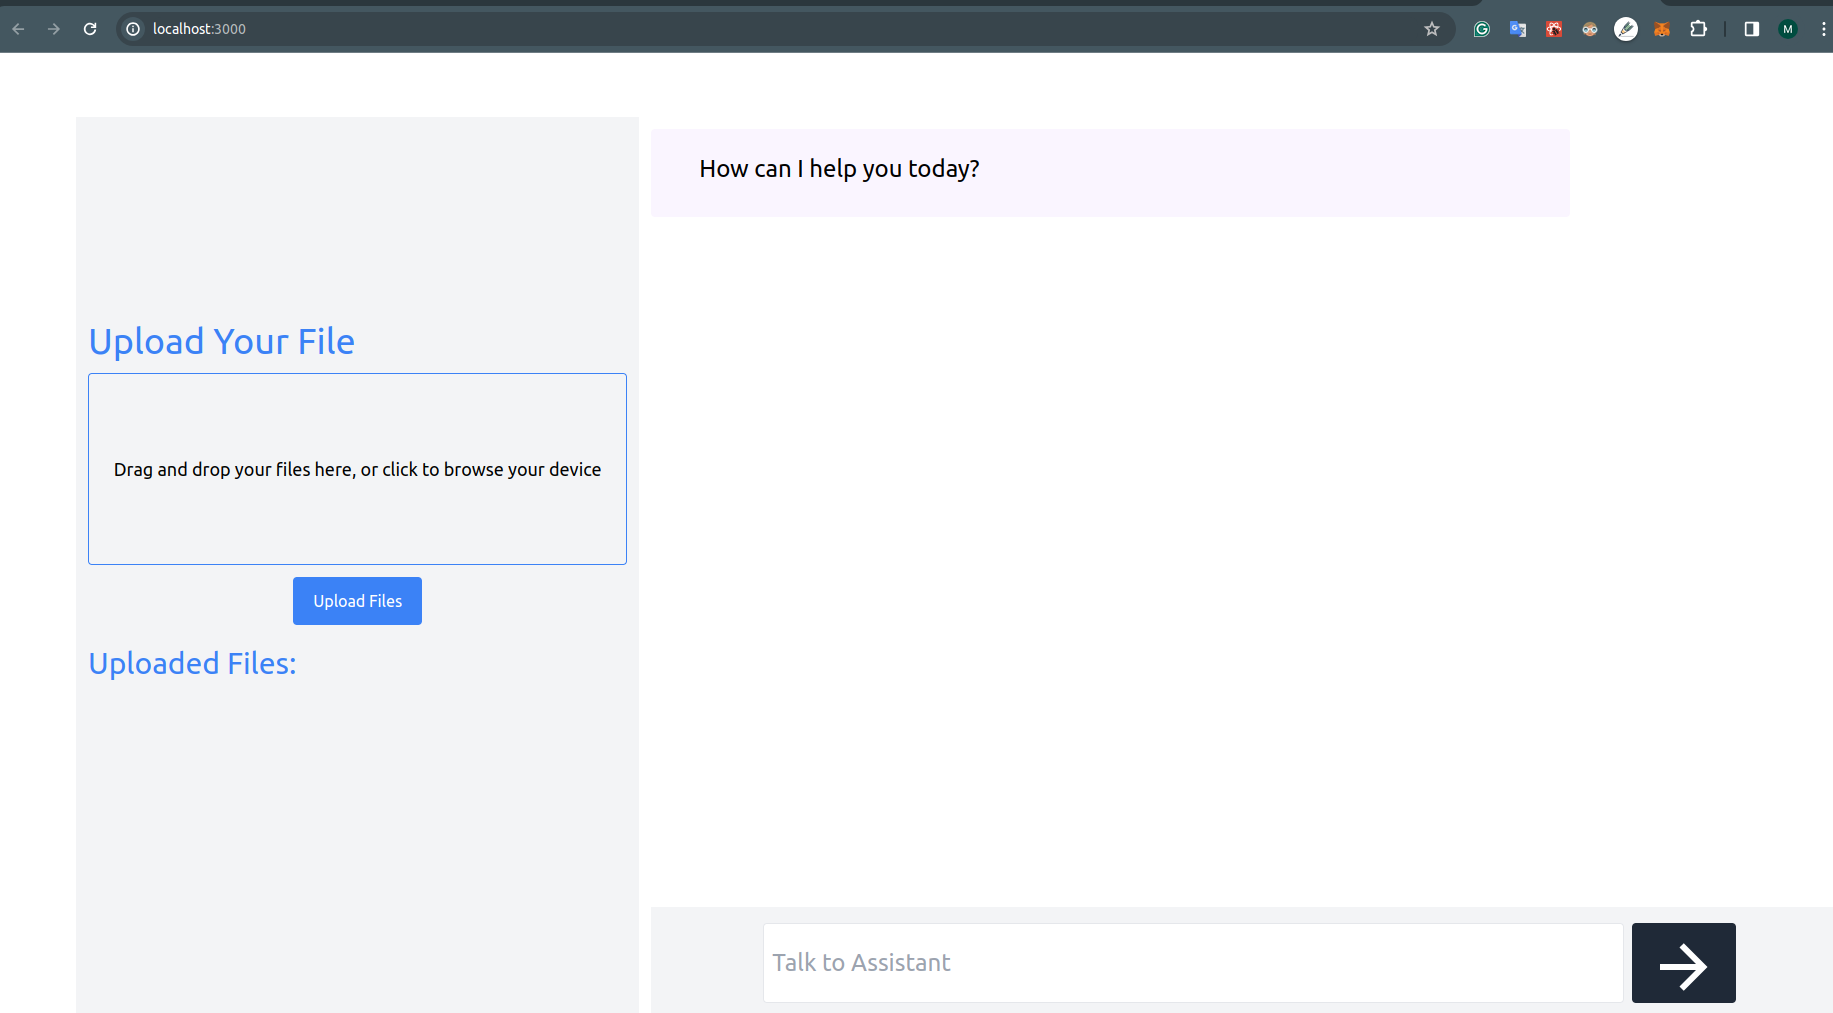 localhost:3000
M
How can I help you today?
Upload Your File
Drag and drop your files here, or click to browse your device
Upload Files
Uploaded Files:
Talk to Assistant